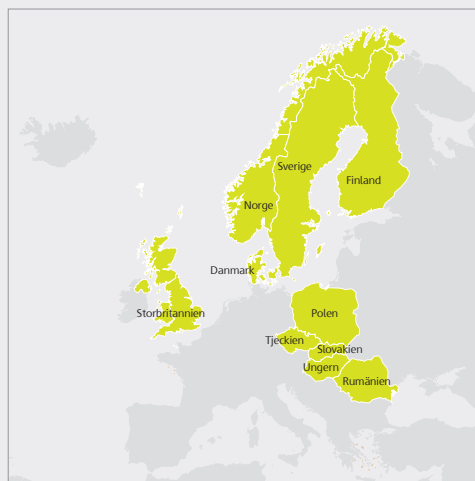 Sverige
Finland
Norge
Danmark
Storbritannien
Polen
Tjeckien
Slovakien
Ungern
Rumänien